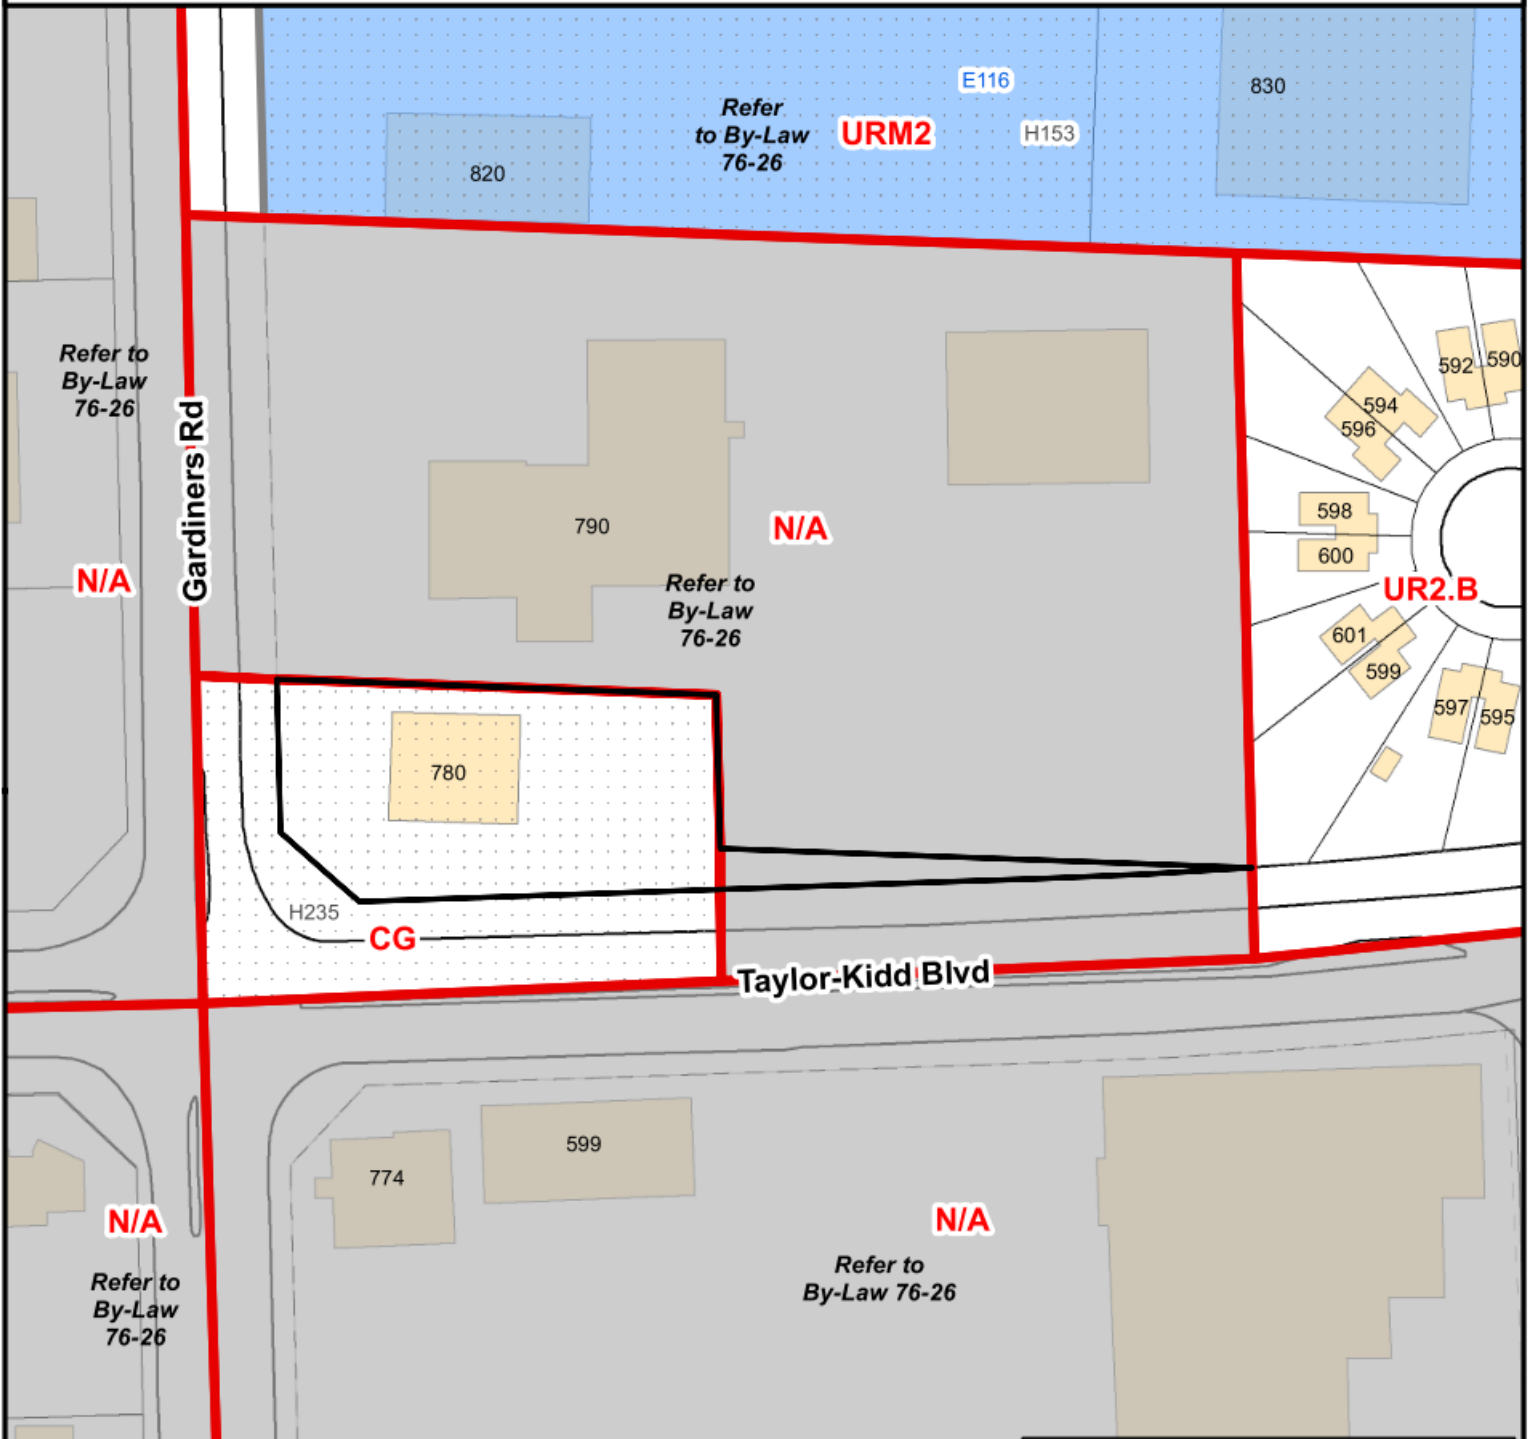 E116
830
Refer
to By-Law
76-26
URM2
H153
820
Refer to
By-Law
76-26
592
590
594
596
Gardiners Rd
598
790
N/A
600
N/A
Refer to
By-Law
76-26
UR2.B
601
599
597
595
780
H235
CG
Taylor-Kidd Blvd
599
774
N/A
N/A
Refer to
By-Law
76-26
Refer to
By-Law 76-26